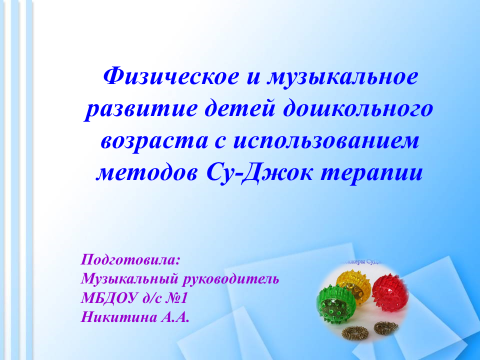 Физическое и музыкальное
развитие детей дошкольного
возраста с использованием
методов Су-Джок терапии
Подготовила:
Музыкальный руководитель
МБДОУ д/с №1
Никитина А.А.